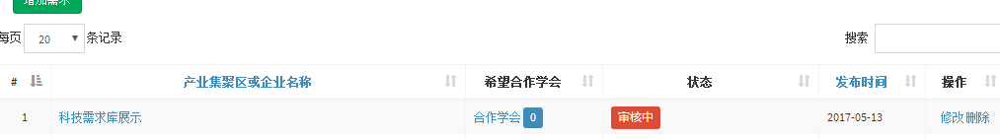 增加需求
每页 20 条记录 搜索
# 产业集聚区或企业名称 希望合作学会 状态 发布时间 操作
1 科技需求库展示 合作学会 0 审核中 2017-05-13 修改 删除